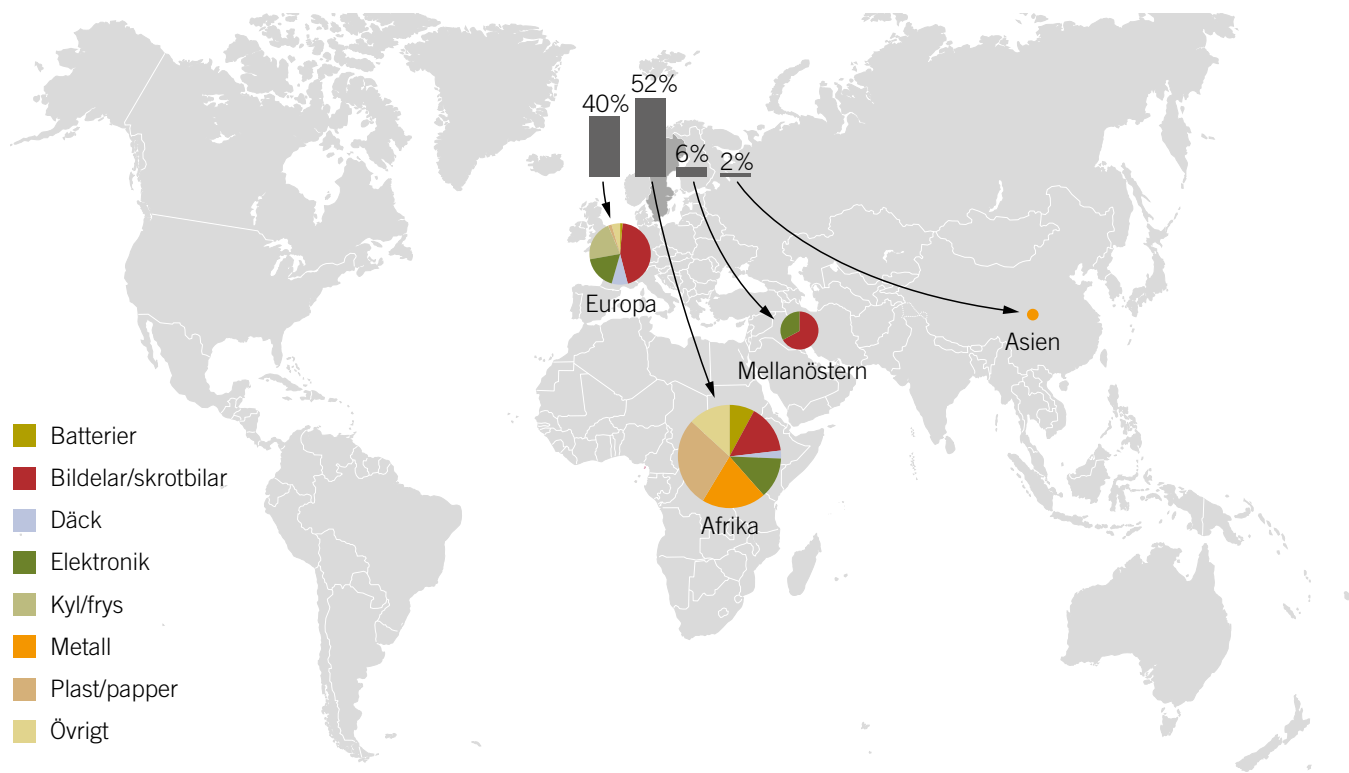 52%
40%
6%
2%
Europa
Asien
Mellanöstern
Afrika
Batterier
Bildelar/skrotbilar
Däck
Elektronik
Kyl/frys
Metall
Plast/papper
Övrigt